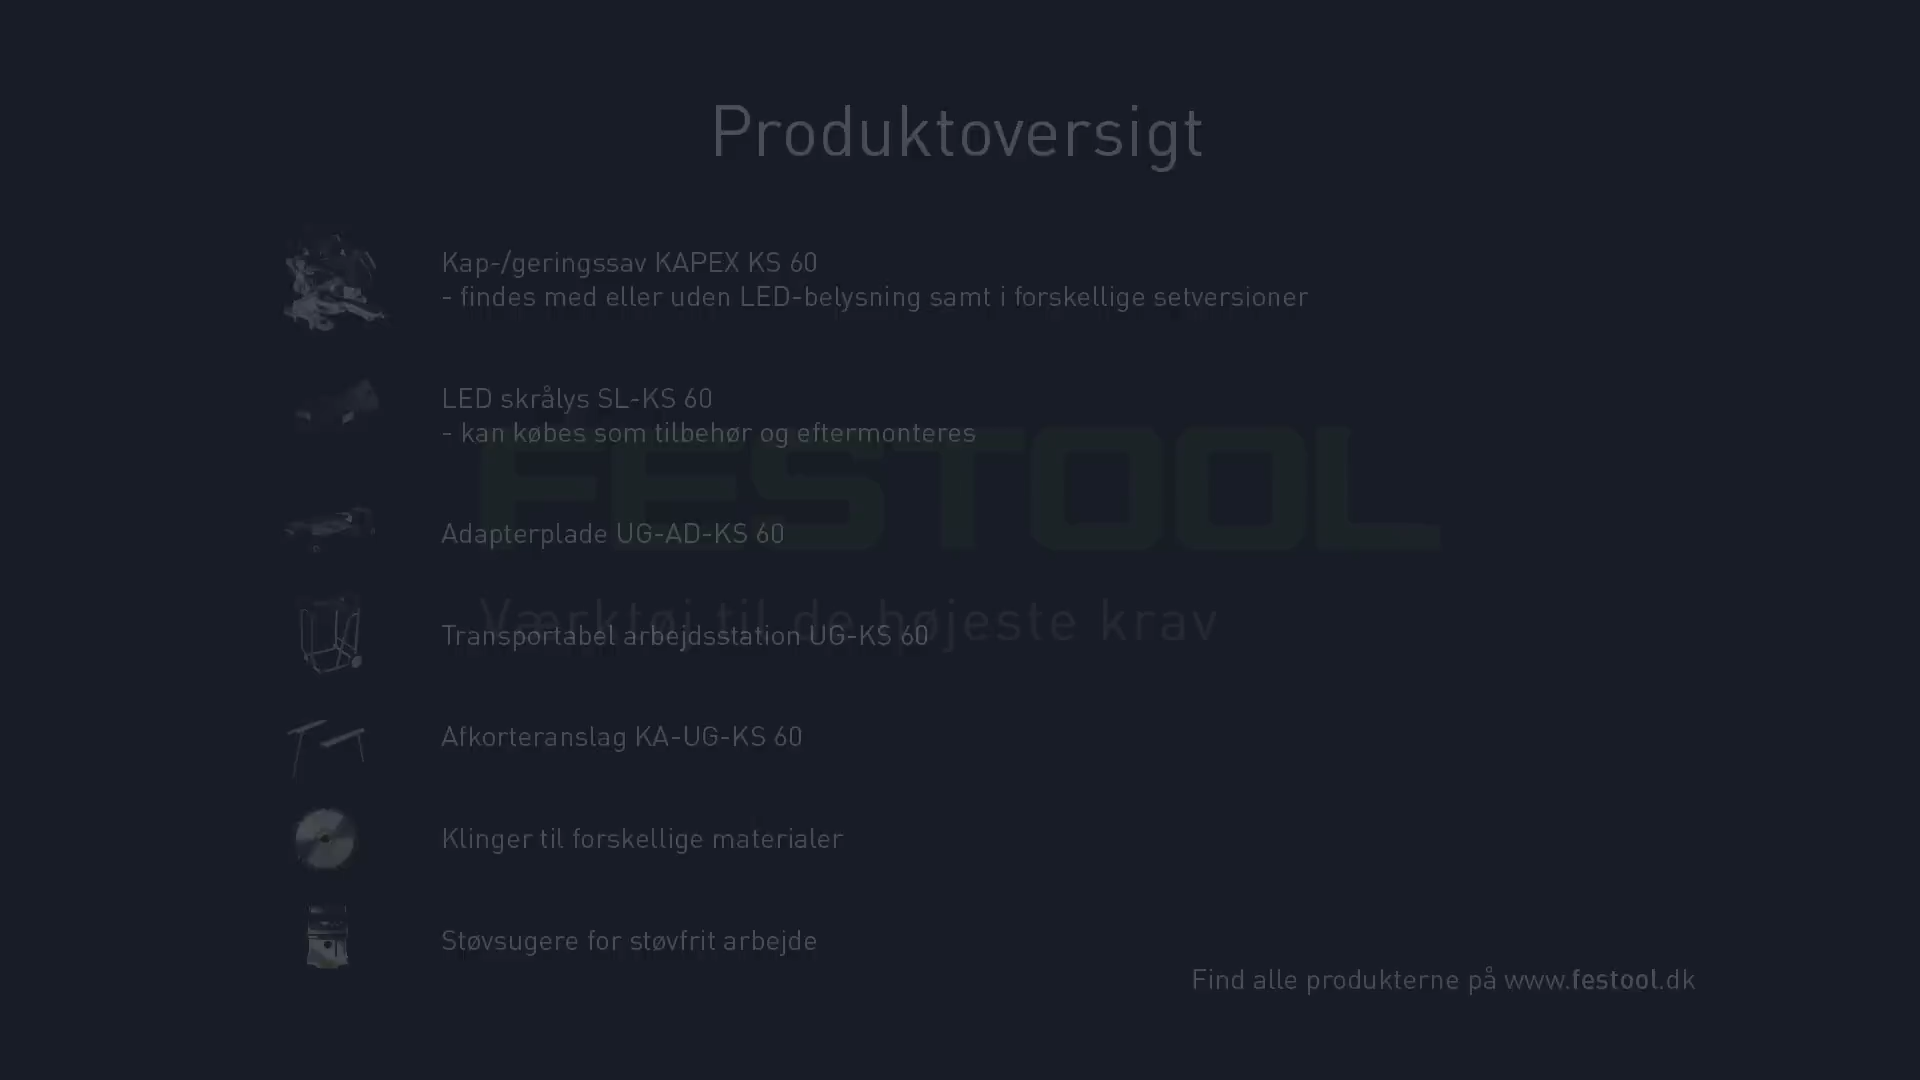 Produktoversigt
Kap-/geringssav KAPEX KS 60
- findes med eller uden LED-belysning samt i forskellige setversioner
LED skrålys SL-KS 60
- kan købes som tilbehør og eftermonteres
FESTOOL
Adapterplade UG-AD-KS 60
Værktøj til de højeste krav
Transportabel arbejdsstation UG-KS 60
Afkorteranslag KA-UG-KS 60
Klinger til forskellige materialer
Støvsugere for støvfrit arbejde
Find alle produkterne på www.festool.dk